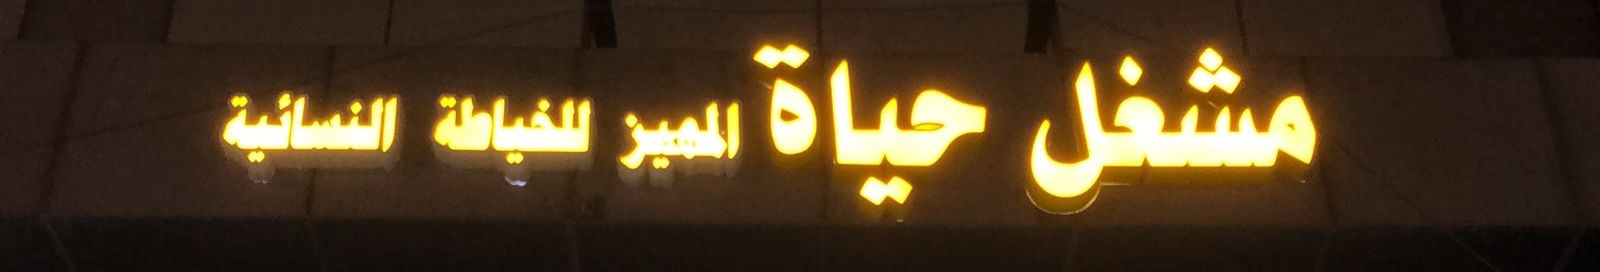 مشغل حياة المميز للخياطة النسائية